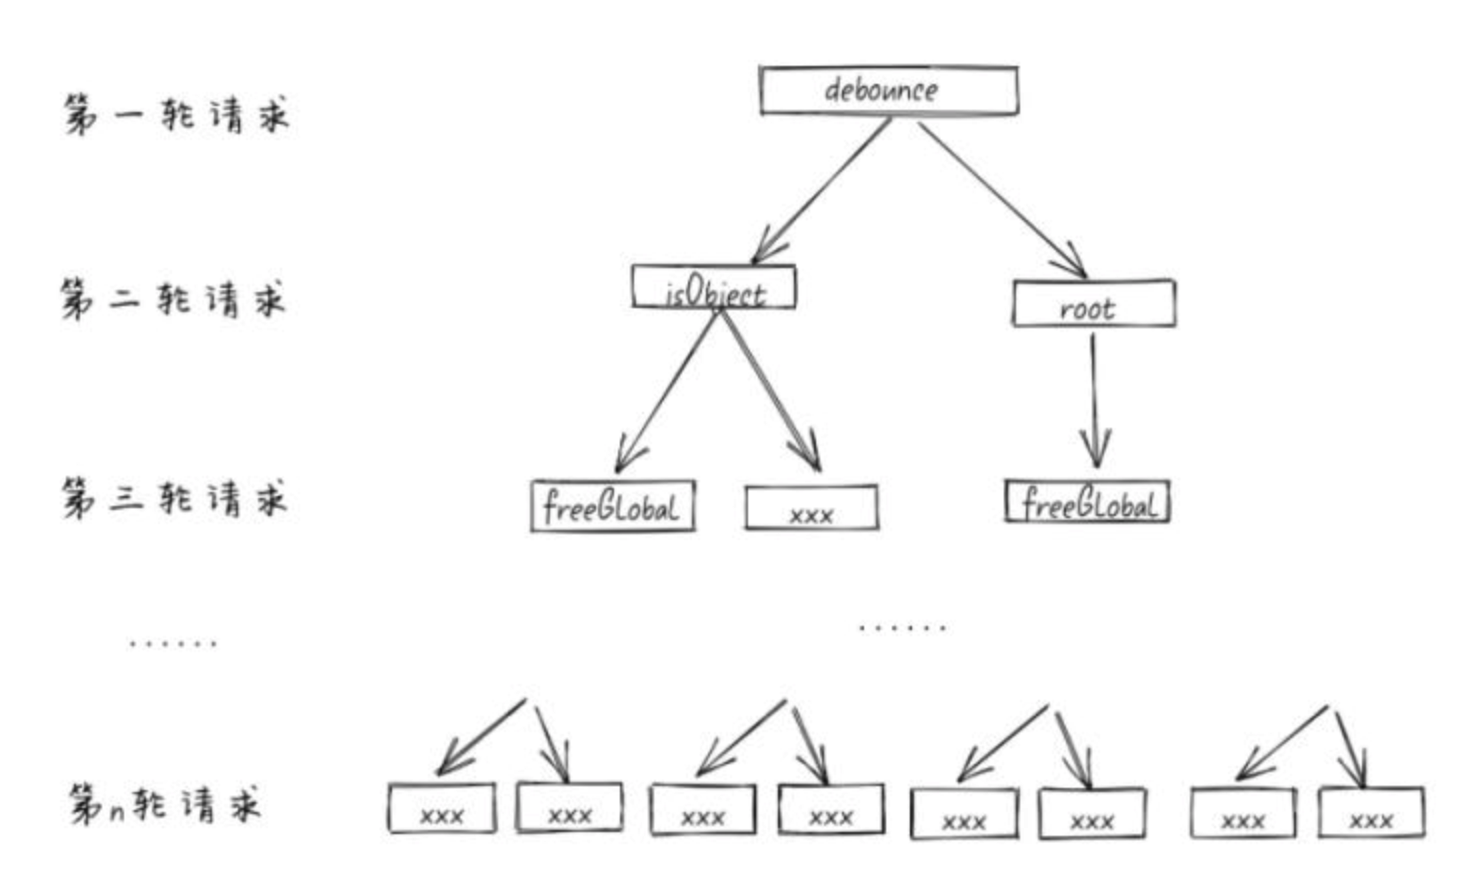 第一轮请求
debounce
第二轮请求
isObject
root
第三轮请求
freeGlobal
xxx
freeGlobal
......
......
第n轮请求
xxx
xxx
xxx
xxx
xxx
xxx
xxx
xxx